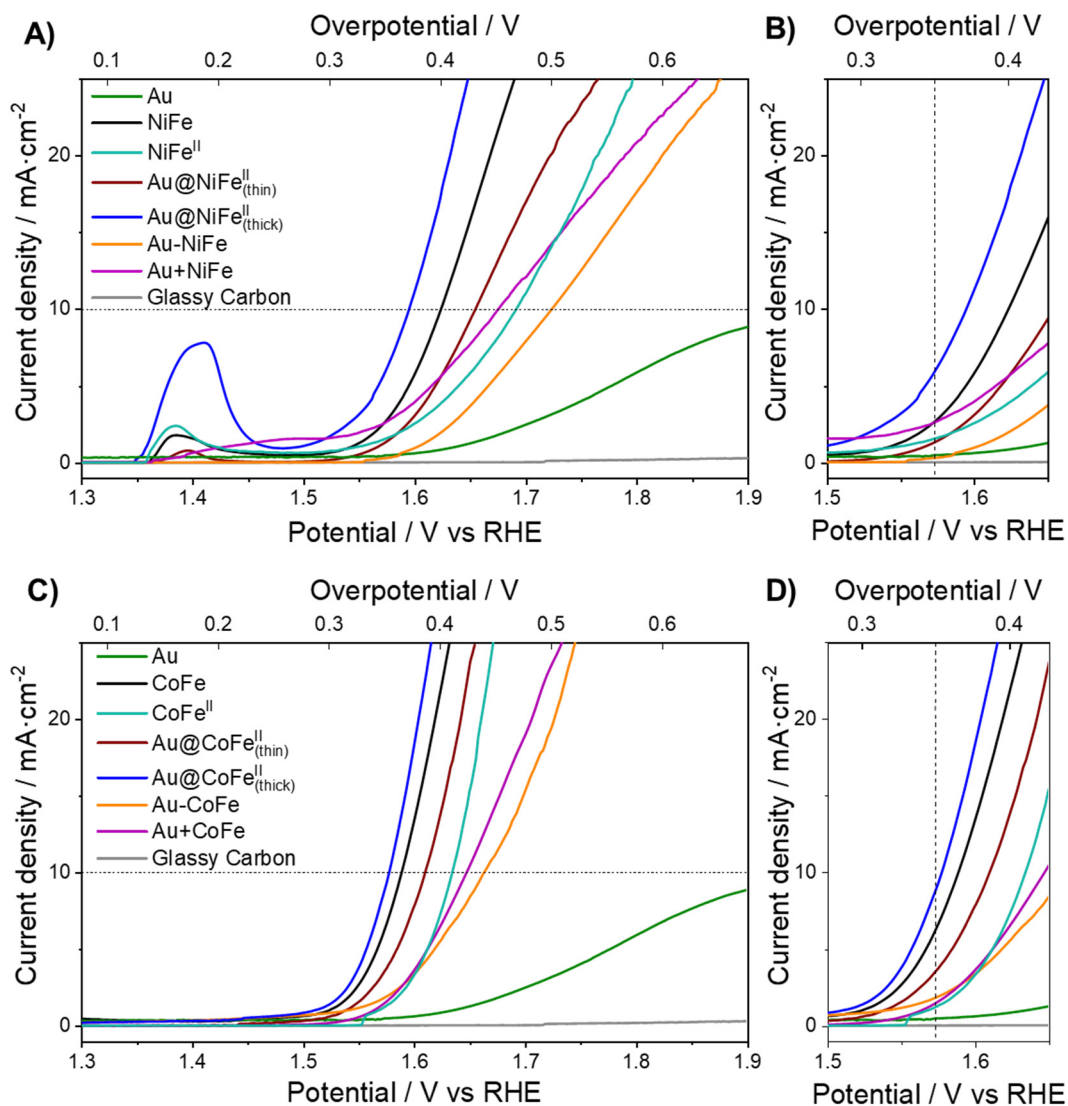 A)
Overpotential / V
0.1 0.2 0.3 0.4 0.5 0.6
Current density / mA·cm⁻²
20
10
0
Au
NiFe
NiFeᴵᴵ
Au@NiFeᴵᴵ(thin)
Au@NiFeᴵᴵ(thick)
Au-NiFe
Au+NiFe
Glassy Carbon
1.3 1.4 1.5 1.6 1.7 1.8 1.9
Potential / V vs RHE
B)
Overpotential / V
0.3 0.4
Current density / mA·cm⁻²
20
10
0
1.5 1.6
Potential / V vs RHE
C)
Overpotential / V
0.1 0.2 0.3 0.4 0.5 0.6
Current density / mA·cm⁻²
20
10
0
Au
CoFe
CoFeᴵᴵ
Au@CoFeᴵᴵ(thin)
Au@CoFeᴵᴵ(thick)
Au-CoFe
Au+CoFe
Glassy Carbon
1.3 1.4 1.5 1.6 1.7 1.8 1.9
Potential / V vs RHE
D)
Overpotential / V
0.3 0.4
Current density / mA·cm⁻²
20
10
0
1.5 1.6
Potential / V vs RHE